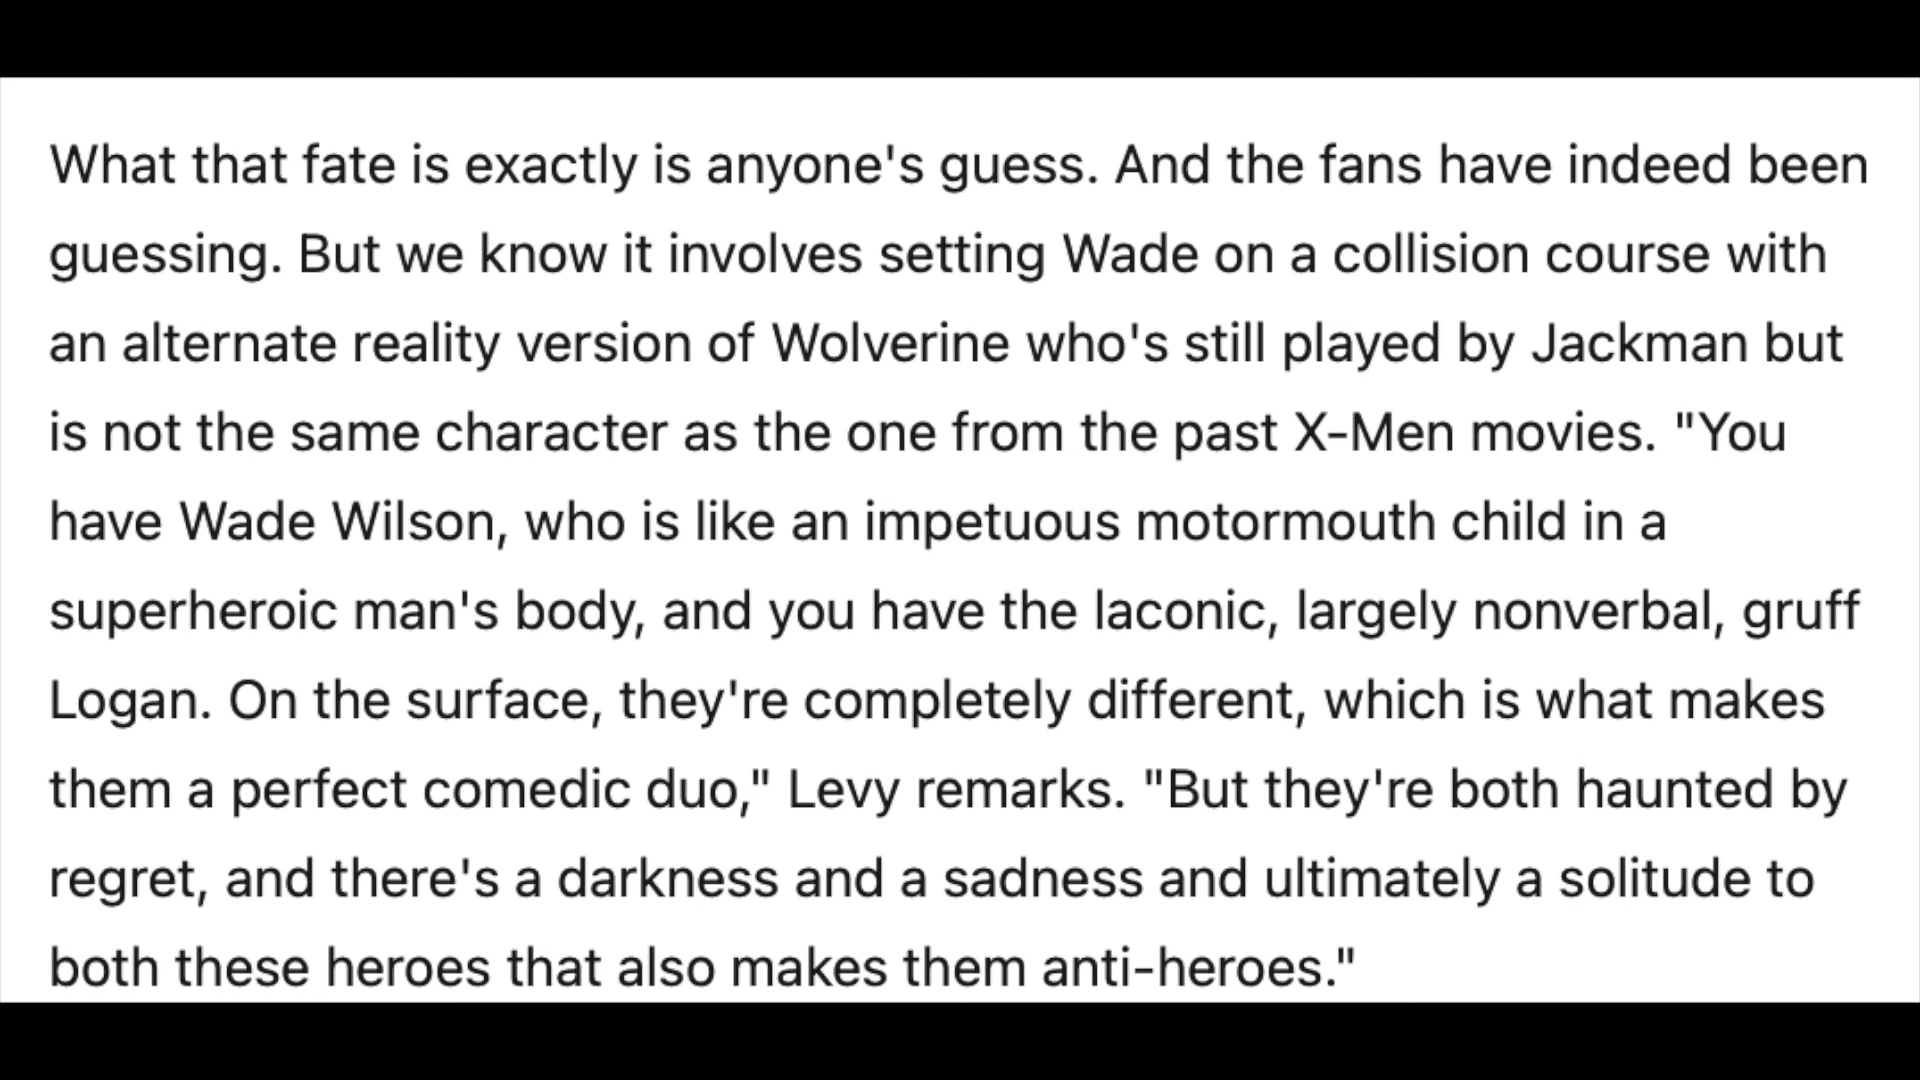 What that fate is exactly is anyone's guess. And the fans have indeed been
guessing. But we know it involves setting Wade on a collision course with
an alternate reality version of Wolverine who's still played by Jackman but
is not the same character as the one from the past X-Men movies. "You
have Wade Wilson, who is like an impetuous motormouth child in a
superheroic man's body, and you have the laconic, largely nonverbal, gruff
Logan. On the surface, they're completely different, which is what makes
them a perfect comedic duo," Levy remarks. "But they're both haunted by
regret, and there's a darkness and a sadness and ultimately a solitude to
both these heroes that also makes them anti-heroes."